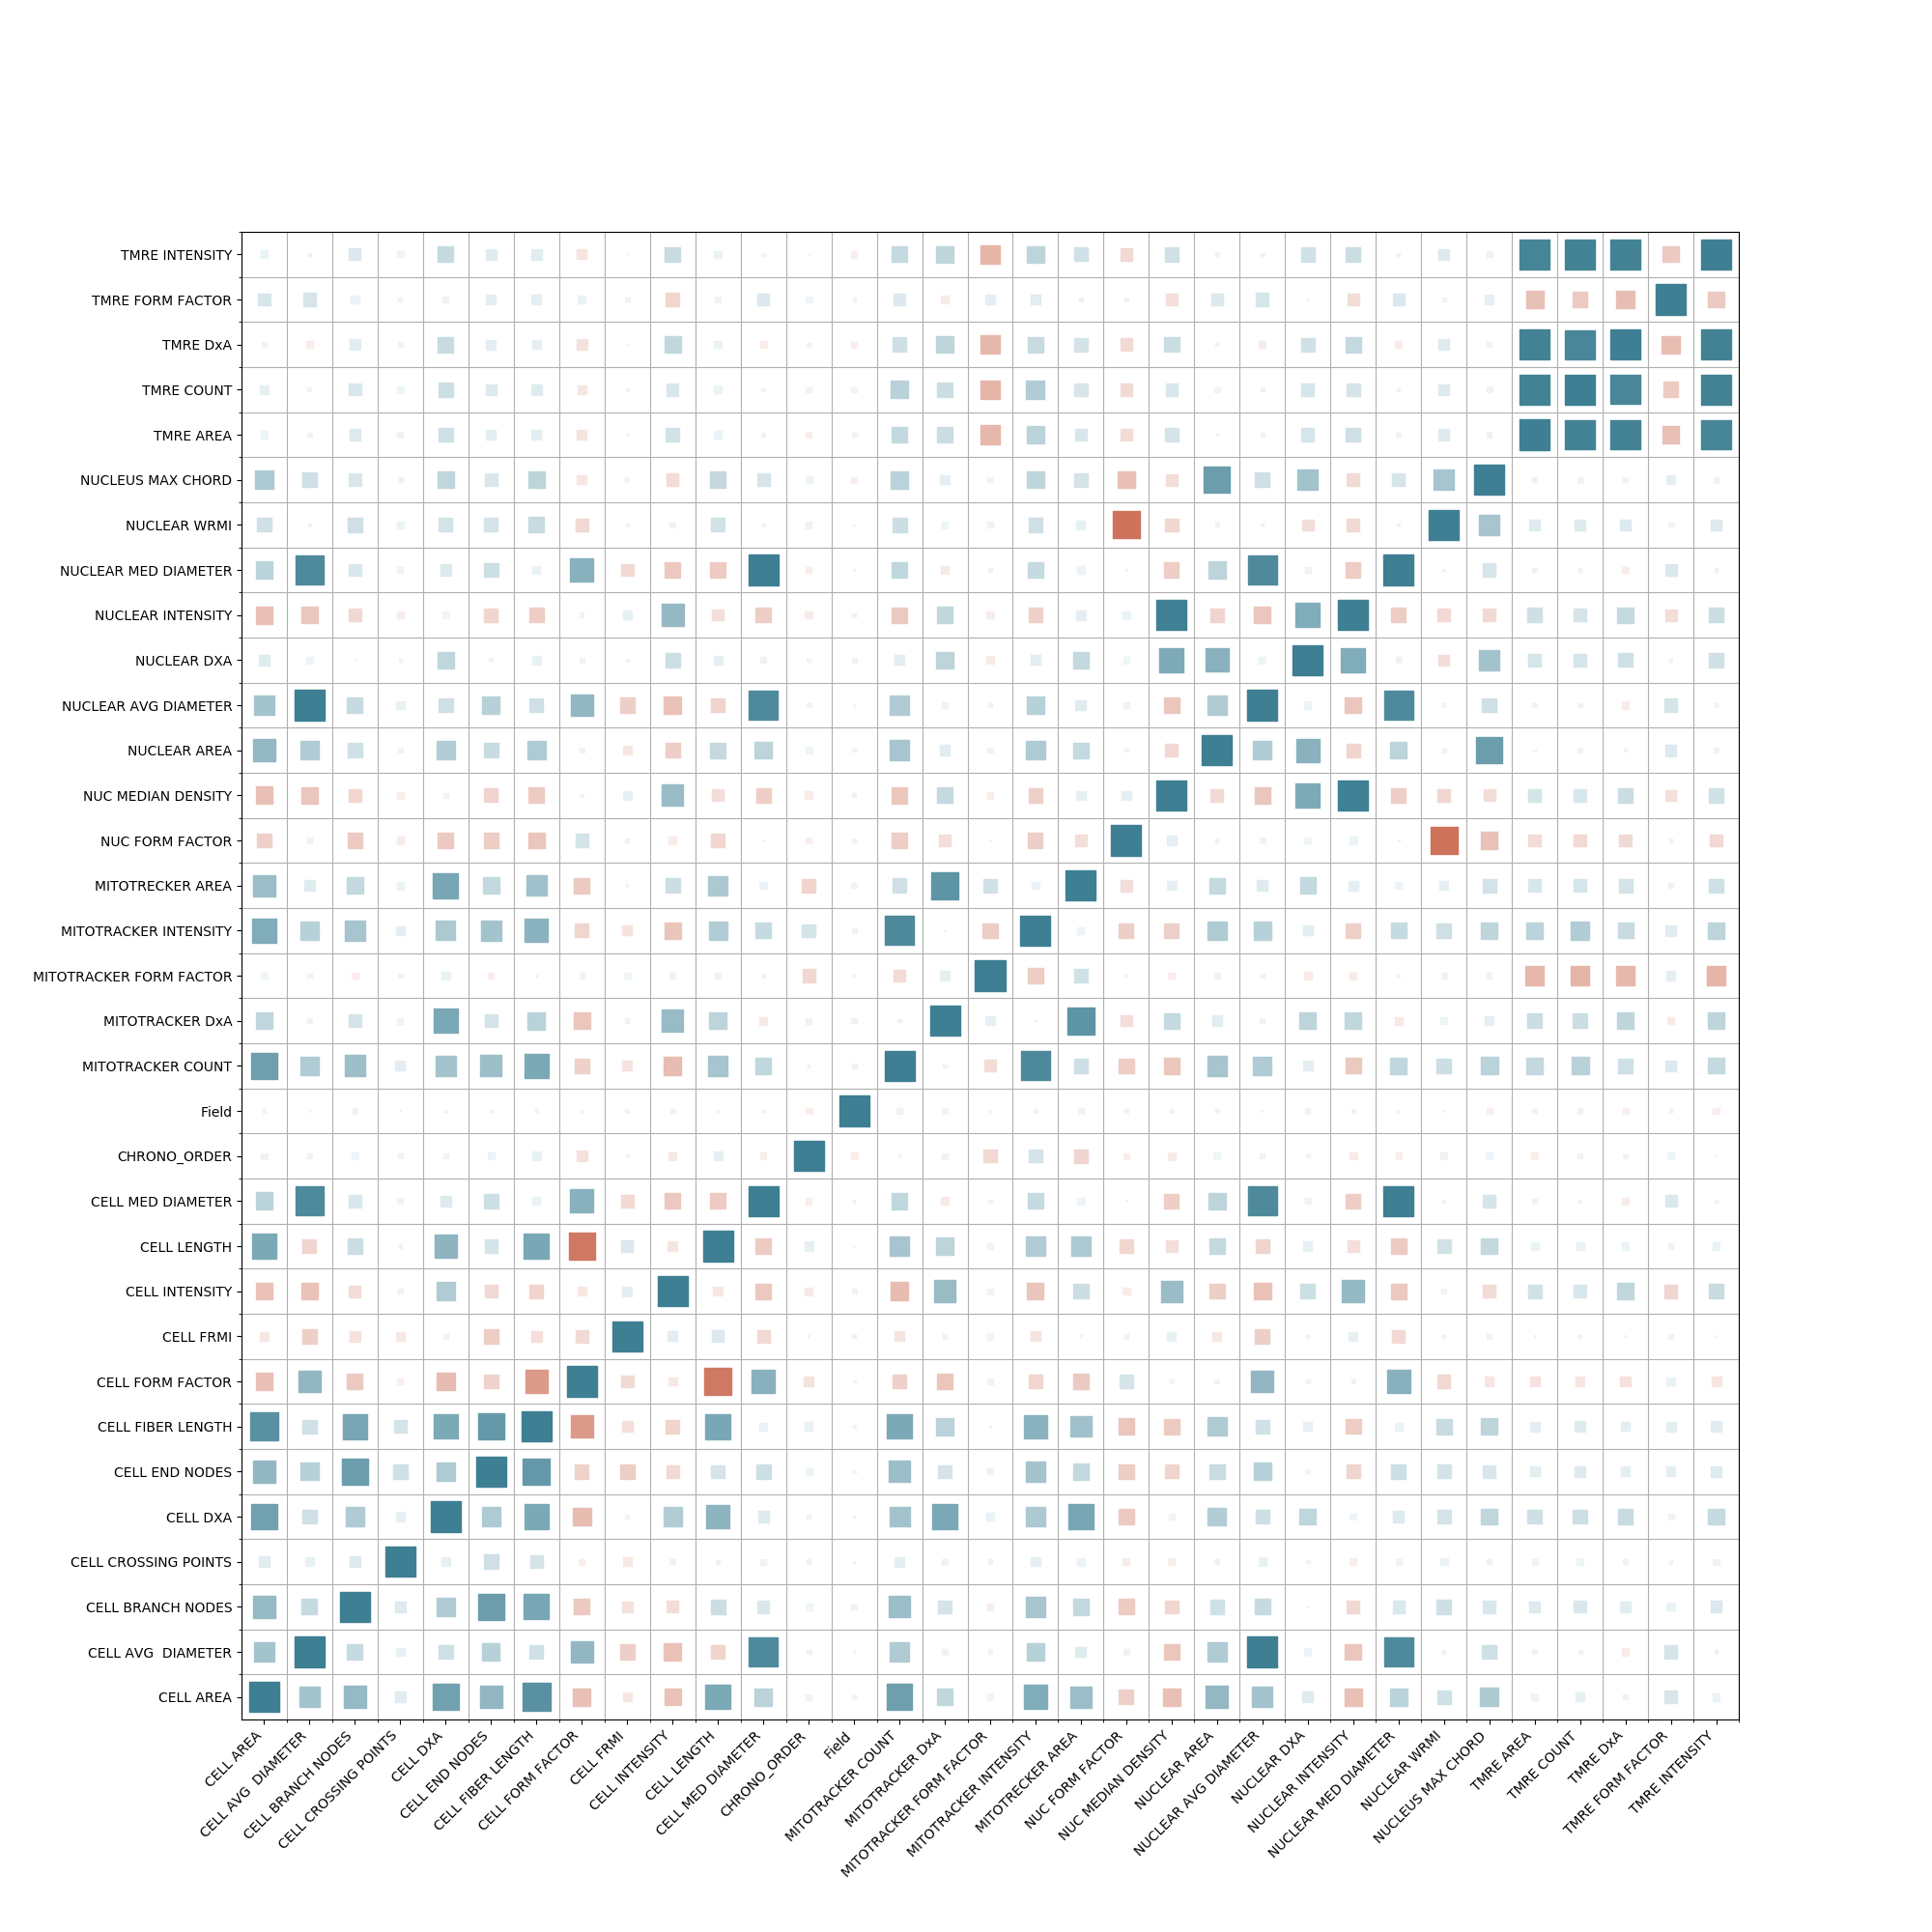 TMRE INTENSITY
TMRE FORM FACTOR
TMRE DxA
TMRE COUNT
TMRE AREA
NUCLEUS MAX CHORD
NUCLEAR WRMI
NUCLEAR MED DIAMETER
NUCLEAR INTENSITY
NUCLEAR DXA
NUCLEAR AVG DIAMETER
NUCLEAR AREA
NUC MEDIAN DENSITY
NUC FORM FACTOR
MITOTRECKER AREA
MITOTRACKER INTENSITY
MITOTRACKER FORM FACTOR
MITOTRACKER DxA
MITOTRACKER COUNT
Field
CHRONO_ORDER
CELL MED DIAMETER
CELL LENGTH
CELL INTENSITY
CELL FRMI
CELL FORM FACTOR
CELL FIBER LENGTH
CELL END NODES
CELL DXA
CELL CROSSING POINTS
CELL BRANCH NODES
CELL AVG  DIAMETER
CELL AREA
CELL AREA
CELL AVG  DIAMETER
CELL BRANCH NODES
CELL CROSSING POINTS
CELL DXA
CELL END NODES
CELL FIBER LENGTH
CELL FORM FACTOR
CELL FRMI
CELL INTENSITY
CELL LENGTH
CELL MED DIAMETER
CHRONO_ORDER
Field
MITOTRACKER COUNT
MITOTRACKER DxA
MITOTRACKER FORM FACTOR
MITOTRACKER INTENSITY
MITOTRECKER AREA
NUC FORM FACTOR
NUC MEDIAN DENSITY
NUCLEAR AREA
NUCLEAR AVG DIAMETER
NUCLEAR DXA
NUCLEAR INTENSITY
NUCLEAR MED DIAMETER
NUCLEAR WRMI
NUCLEUS MAX CHORD
TMRE AREA
TMRE COUNT
TMRE DxA
TMRE FORM FACTOR
TMRE INTENSITY